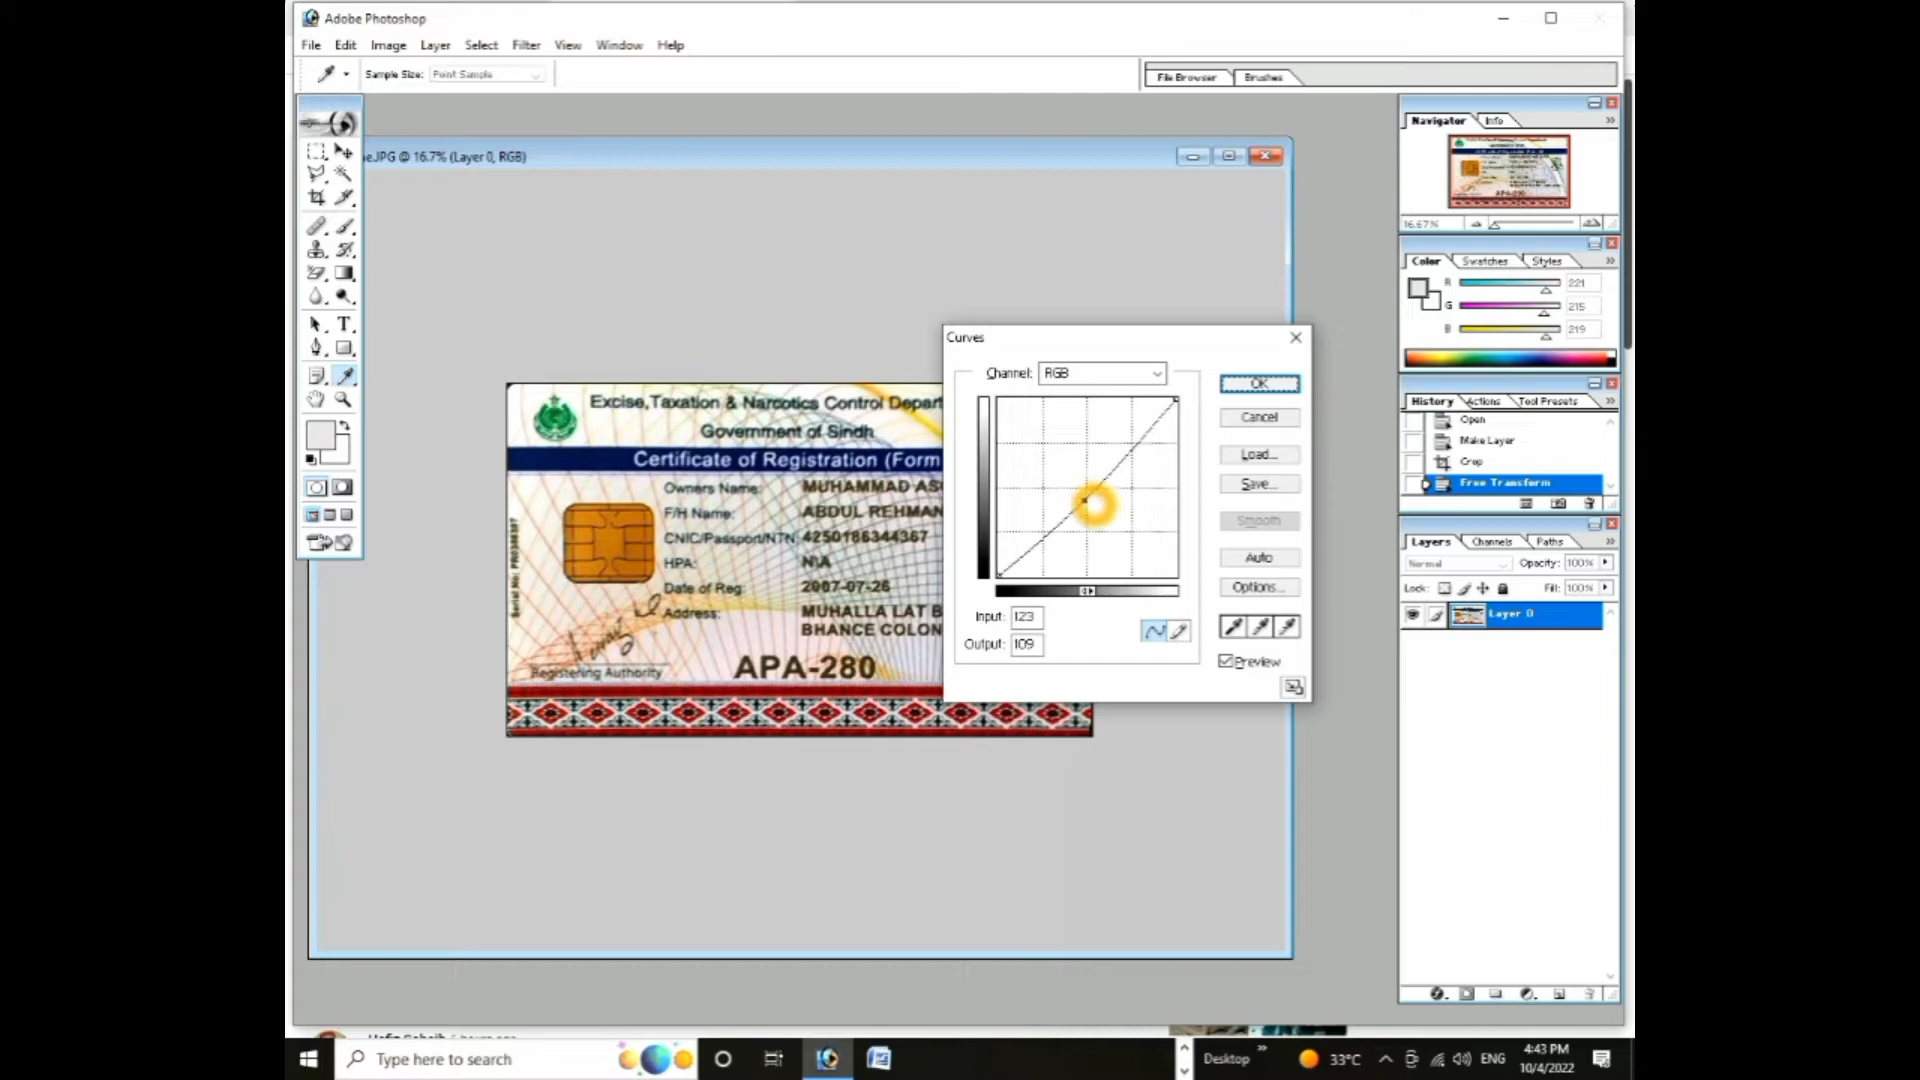 Adobe Photoshop
File Edit Image Layer Select Filter View Window Help
Sample Size: Point Sample
File Browser Brushes
e.JPG @ 16.7% (Layer 0, RGB)
Navigator Info
16.67%
Color Swatches Styles
R 221
G 215
B 219
History Actions Tool Presets
Open
Make Layer
Crop
Free Transform
Layers Channels Paths
Normal Opacity: 100%
Lock: Fill: 100%
Layer 0
Curves
Channel: RGB
OK
Cancel
Load...
Save...
Smooth
Auto
Options...
Input: 123
Output: 109
Preview
Excise,Taxation & Narcotics Control Depart
Government of Sindh
Certificate of Registration (Form
Owners Name: MUHAMMAD AS
F/H Name: ABDUL REHMAN
CNIC/Passport/NTN: 4250186344367
HPA: N\A
Date of Reg: 2007-07-26
Address: MUHALLA LAT B
BHANCE COLON
Registering Authority
APA-280
Type here to search
Desktop
33°C
ENG
4:43 PM
10/4/2022